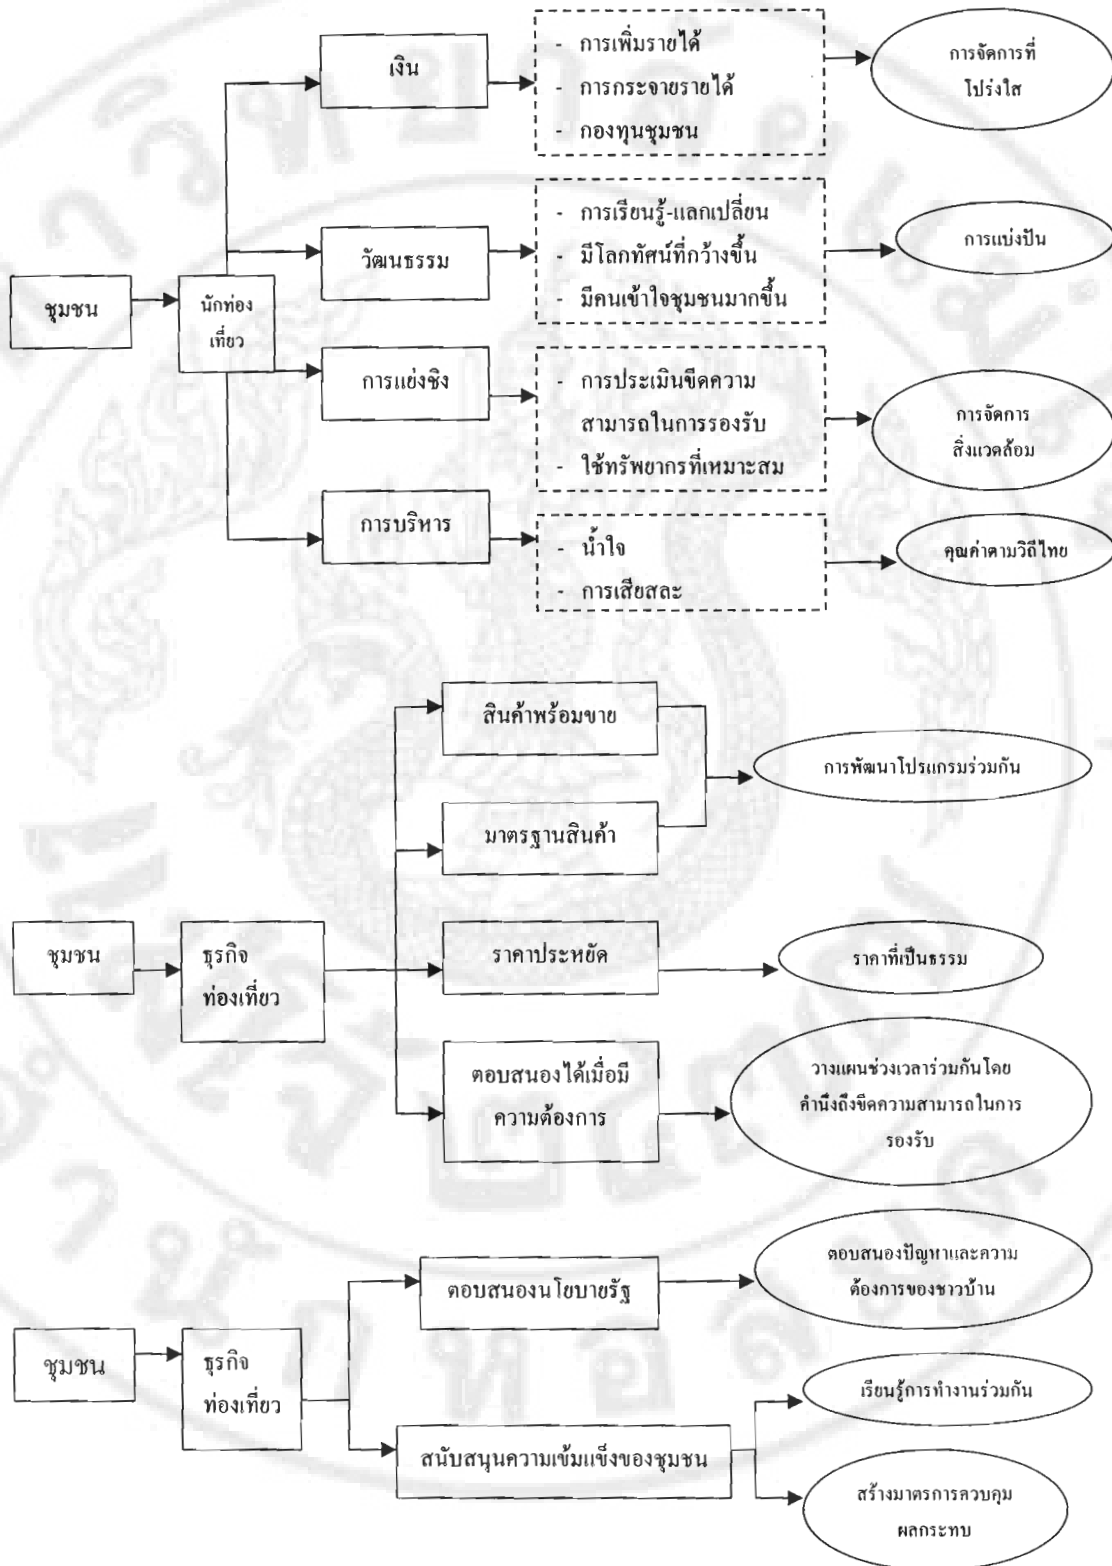 เงิน
- การเพิ่มรายได้
- การกระจายรายได้
- กองทุนชุมชน
การจัดการที่
โปร่งใส
วัฒนธรรม
- การเรียนรู้-แลกเปลี่ยน
- มีโลกทัศน์ที่กว้างขึ้น
- มีคนเข้าใจชุมชนมากขึ้น
การแบ่งปัน
ชุมชน
นักท่อง
เที่ยว
การแย่งชิง
- การประเมินขีดความ
สามารถในการรองรับ
- ใช้ทรัพยากรที่เหมาะสม
การจัดการ
สิ่งแวดล้อม
การบริหาร
- น้ำใจ
- การเสียสละ
คุณค่าตามวิถีไทย
สินค้าพร้อมขาย
มาตรฐานสินค้า
การพัฒนาโปรแกรมร่วมกัน
ชุมชน
ธุรกิจ
ท่องเที่ยว
ราคาประหยัด
ราคาที่เป็นธรรม
ตอบสนองได้เมื่อมี
ความต้องการ
วางแผนช่วงเวลาร่วมกันโดย
คำนึงถึงขีดความสามารถในการ
รองรับ
ชุมชน
ธุรกิจ
ท่องเที่ยว
ตอบสนองนโยบายรัฐ
ตอบสนองปัญหาและความ
ต้องการของชาวบ้าน
สนับสนุนความเข้มแข็งของชุมชน
เรียนรู้การทำงานร่วมกัน
สร้างมาตรการควบคุม
ผลกระทบ